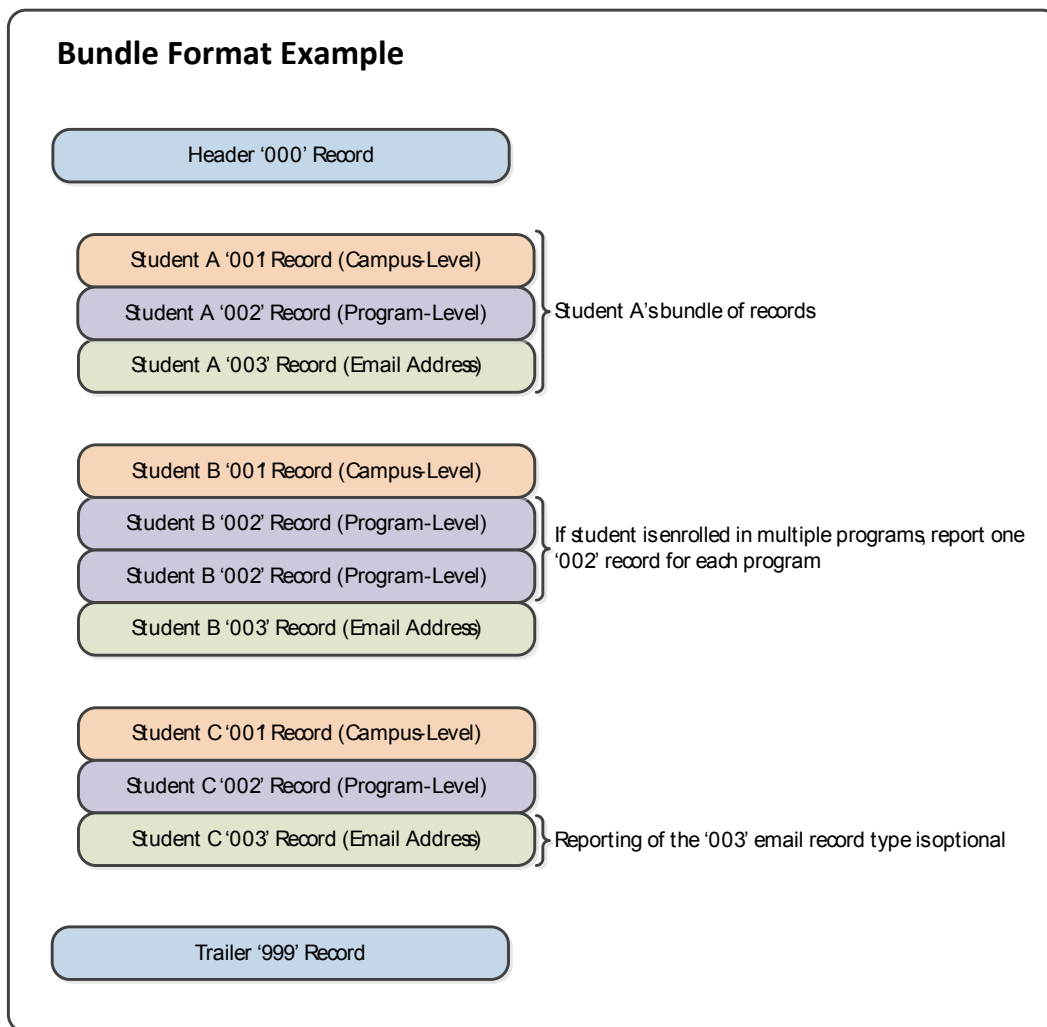 Bundle Format Example
Header ‘000’ Record
Student A ‘001’ Record (Campus-Level)
Student A ‘002’ Record (Program-Level)
Student A ‘003’ Record (Email Address)
Student A’s bundle of records
Student B ‘001’ Record (Campus-Level)
Student B ‘002’ Record (Program-Level)
Student B ‘002’ Record (Program-Level)
If student is enrolled in multiple programs, report one
‘002’ record for each program
Student B ‘003’ Record (Email Address)
Student C ‘001’ Record (Campus-Level)
Student C ‘002’ Record (Program-Level)
Student C ‘003’ Record (Email Address)
Reporting of the ‘003’ email record type is optional
Trailer ‘999’ Record